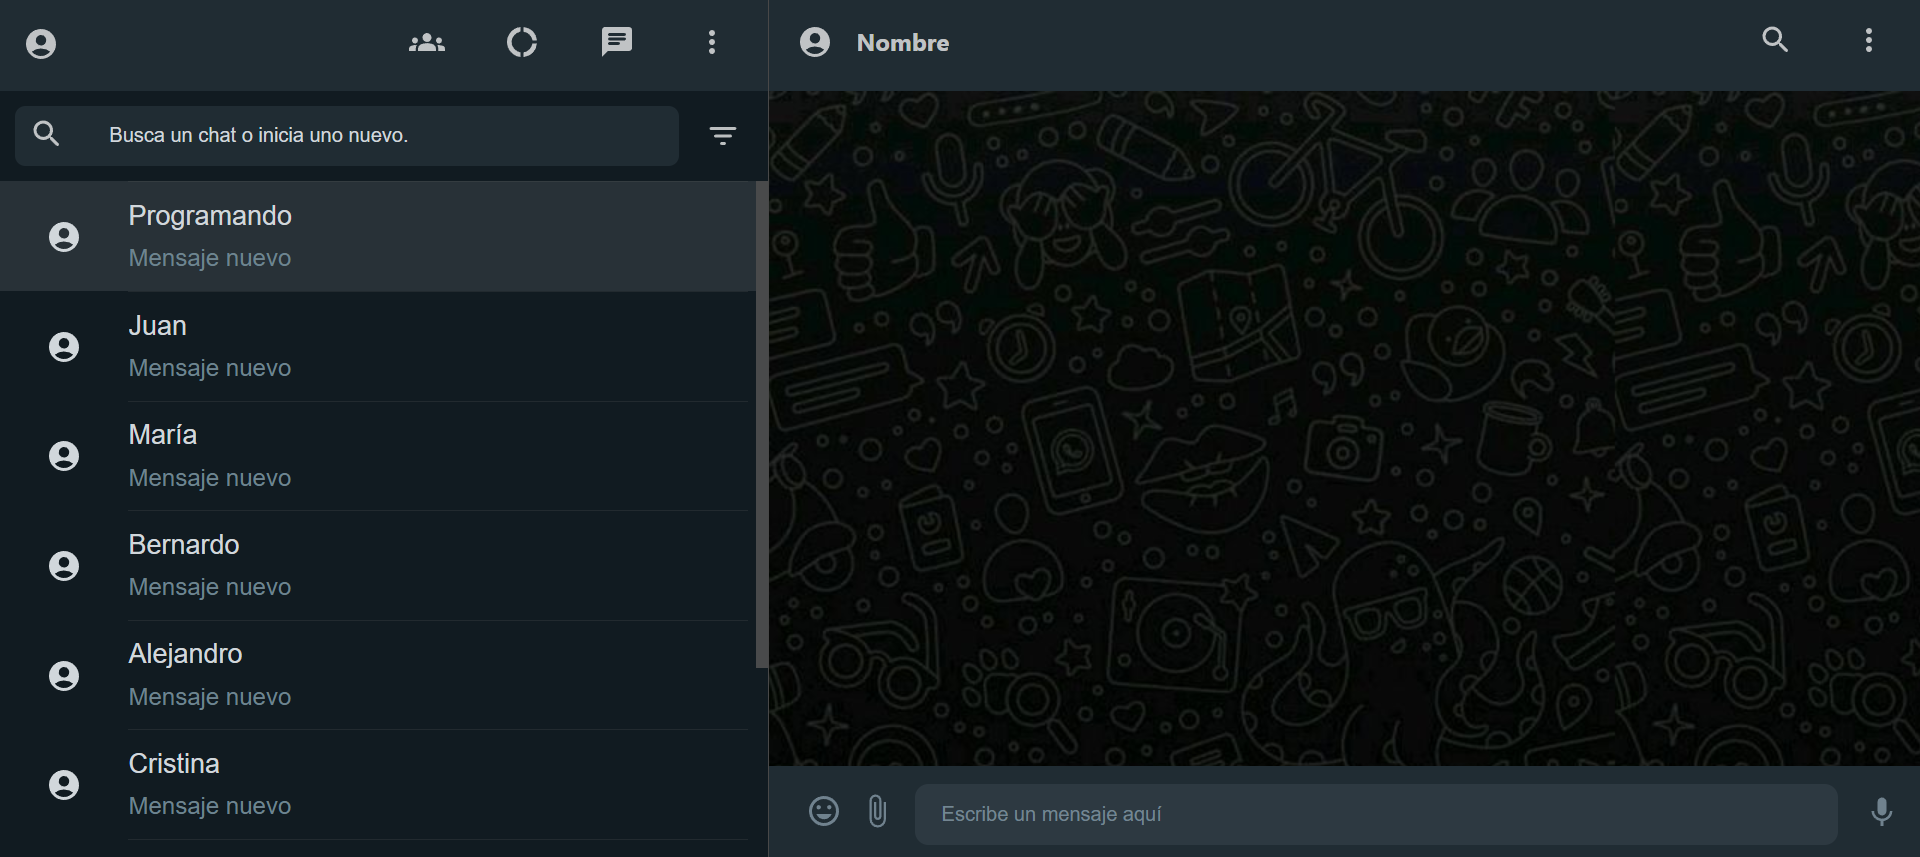 Nombre
Busca un chat o inicia uno nuevo.
Programando
Mensaje nuevo
Juan
Mensaje nuevo
María
Mensaje nuevo
Bernardo
Mensaje nuevo
Alejandro
Mensaje nuevo
Cristina
Mensaje nuevo
Escribe un mensaje aquí